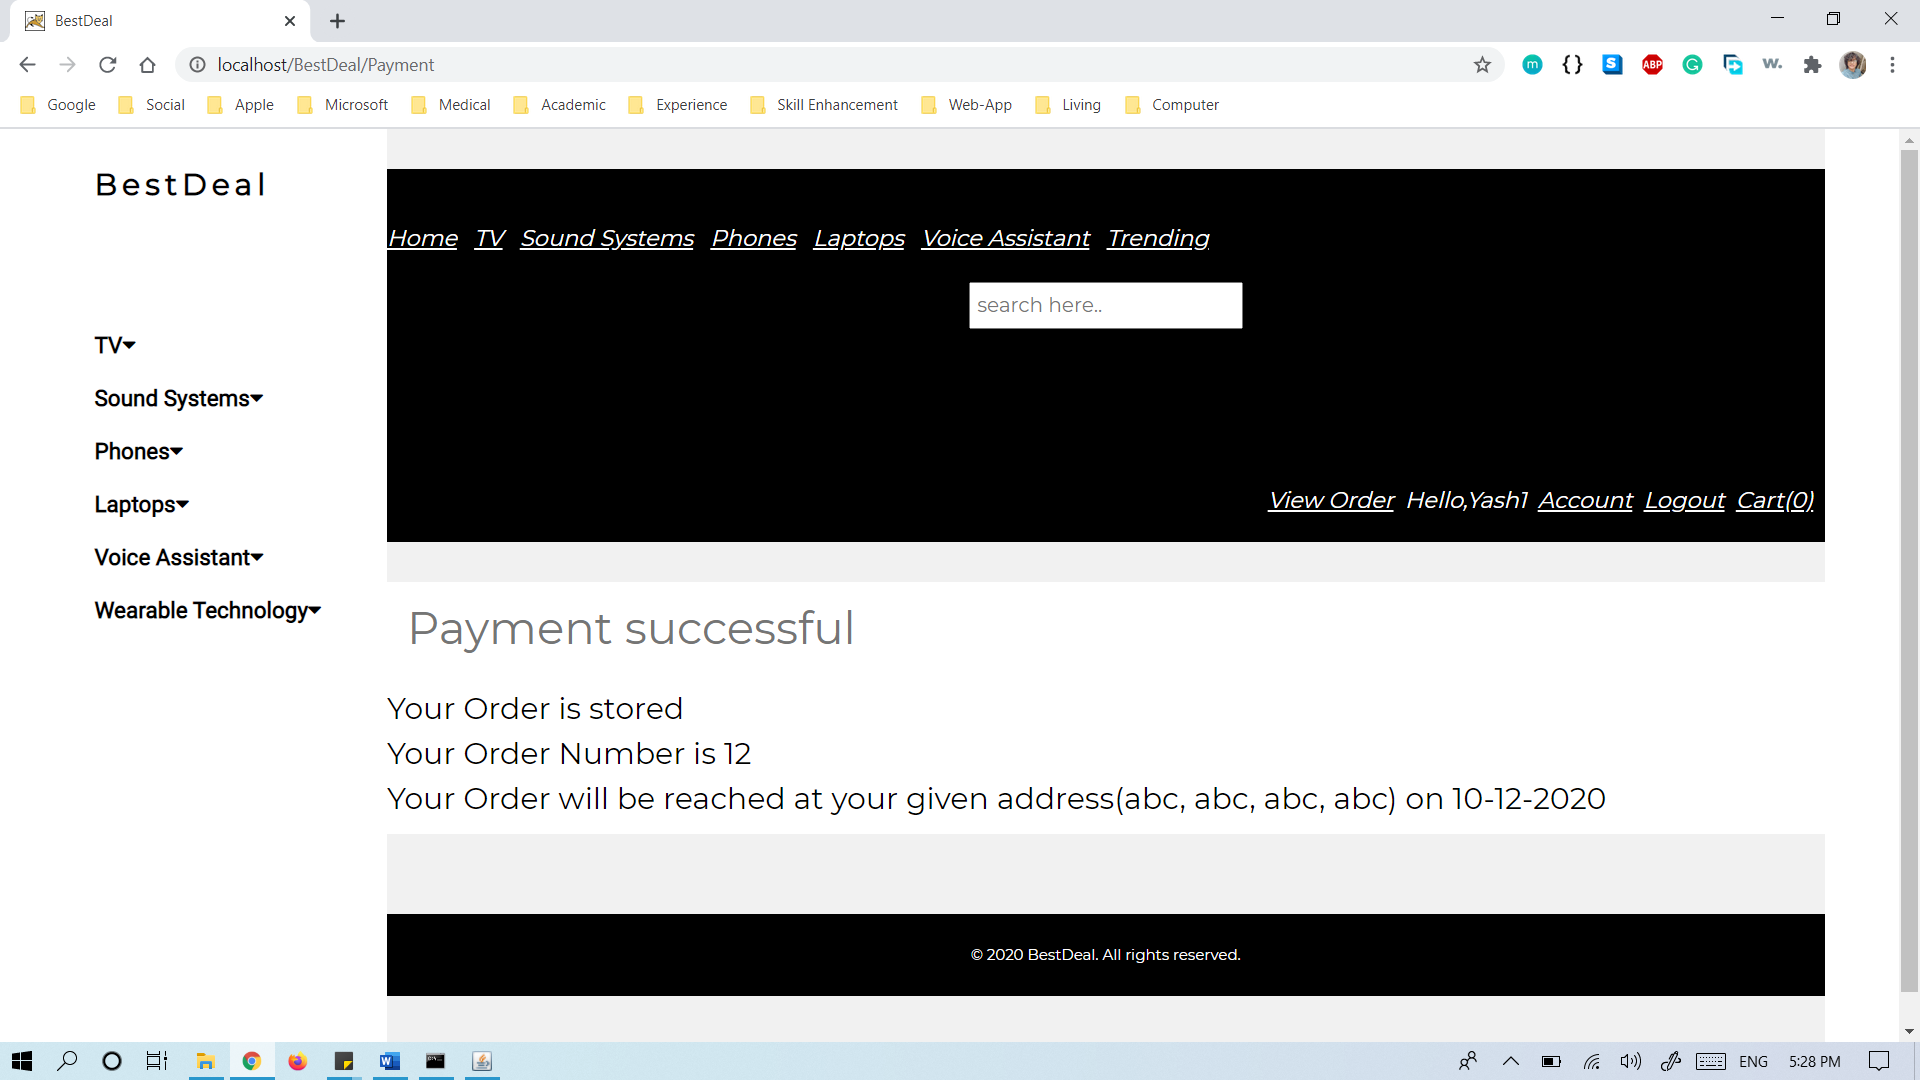 BestDeal
localhost/BestDeal/Payment
Google Social Apple Microsoft Medical Academic Experience Skill Enhancement Web-App Living Computer
BestDeal
Home TV Sound Systems Phones Laptops Voice Assistant Trending
search here..
TV
Sound Systems
Phones
Laptops
Voice Assistant
Wearable Technology
View Order Hello,Yash1 Account Logout Cart(0)
Payment successful
Your Order is stored
Your Order Number is 12
Your Order will be reached at your given address(abc, abc, abc, abc) on 10-12-2020
© 2020 BestDeal. All rights reserved.
ENG 5:28 PM